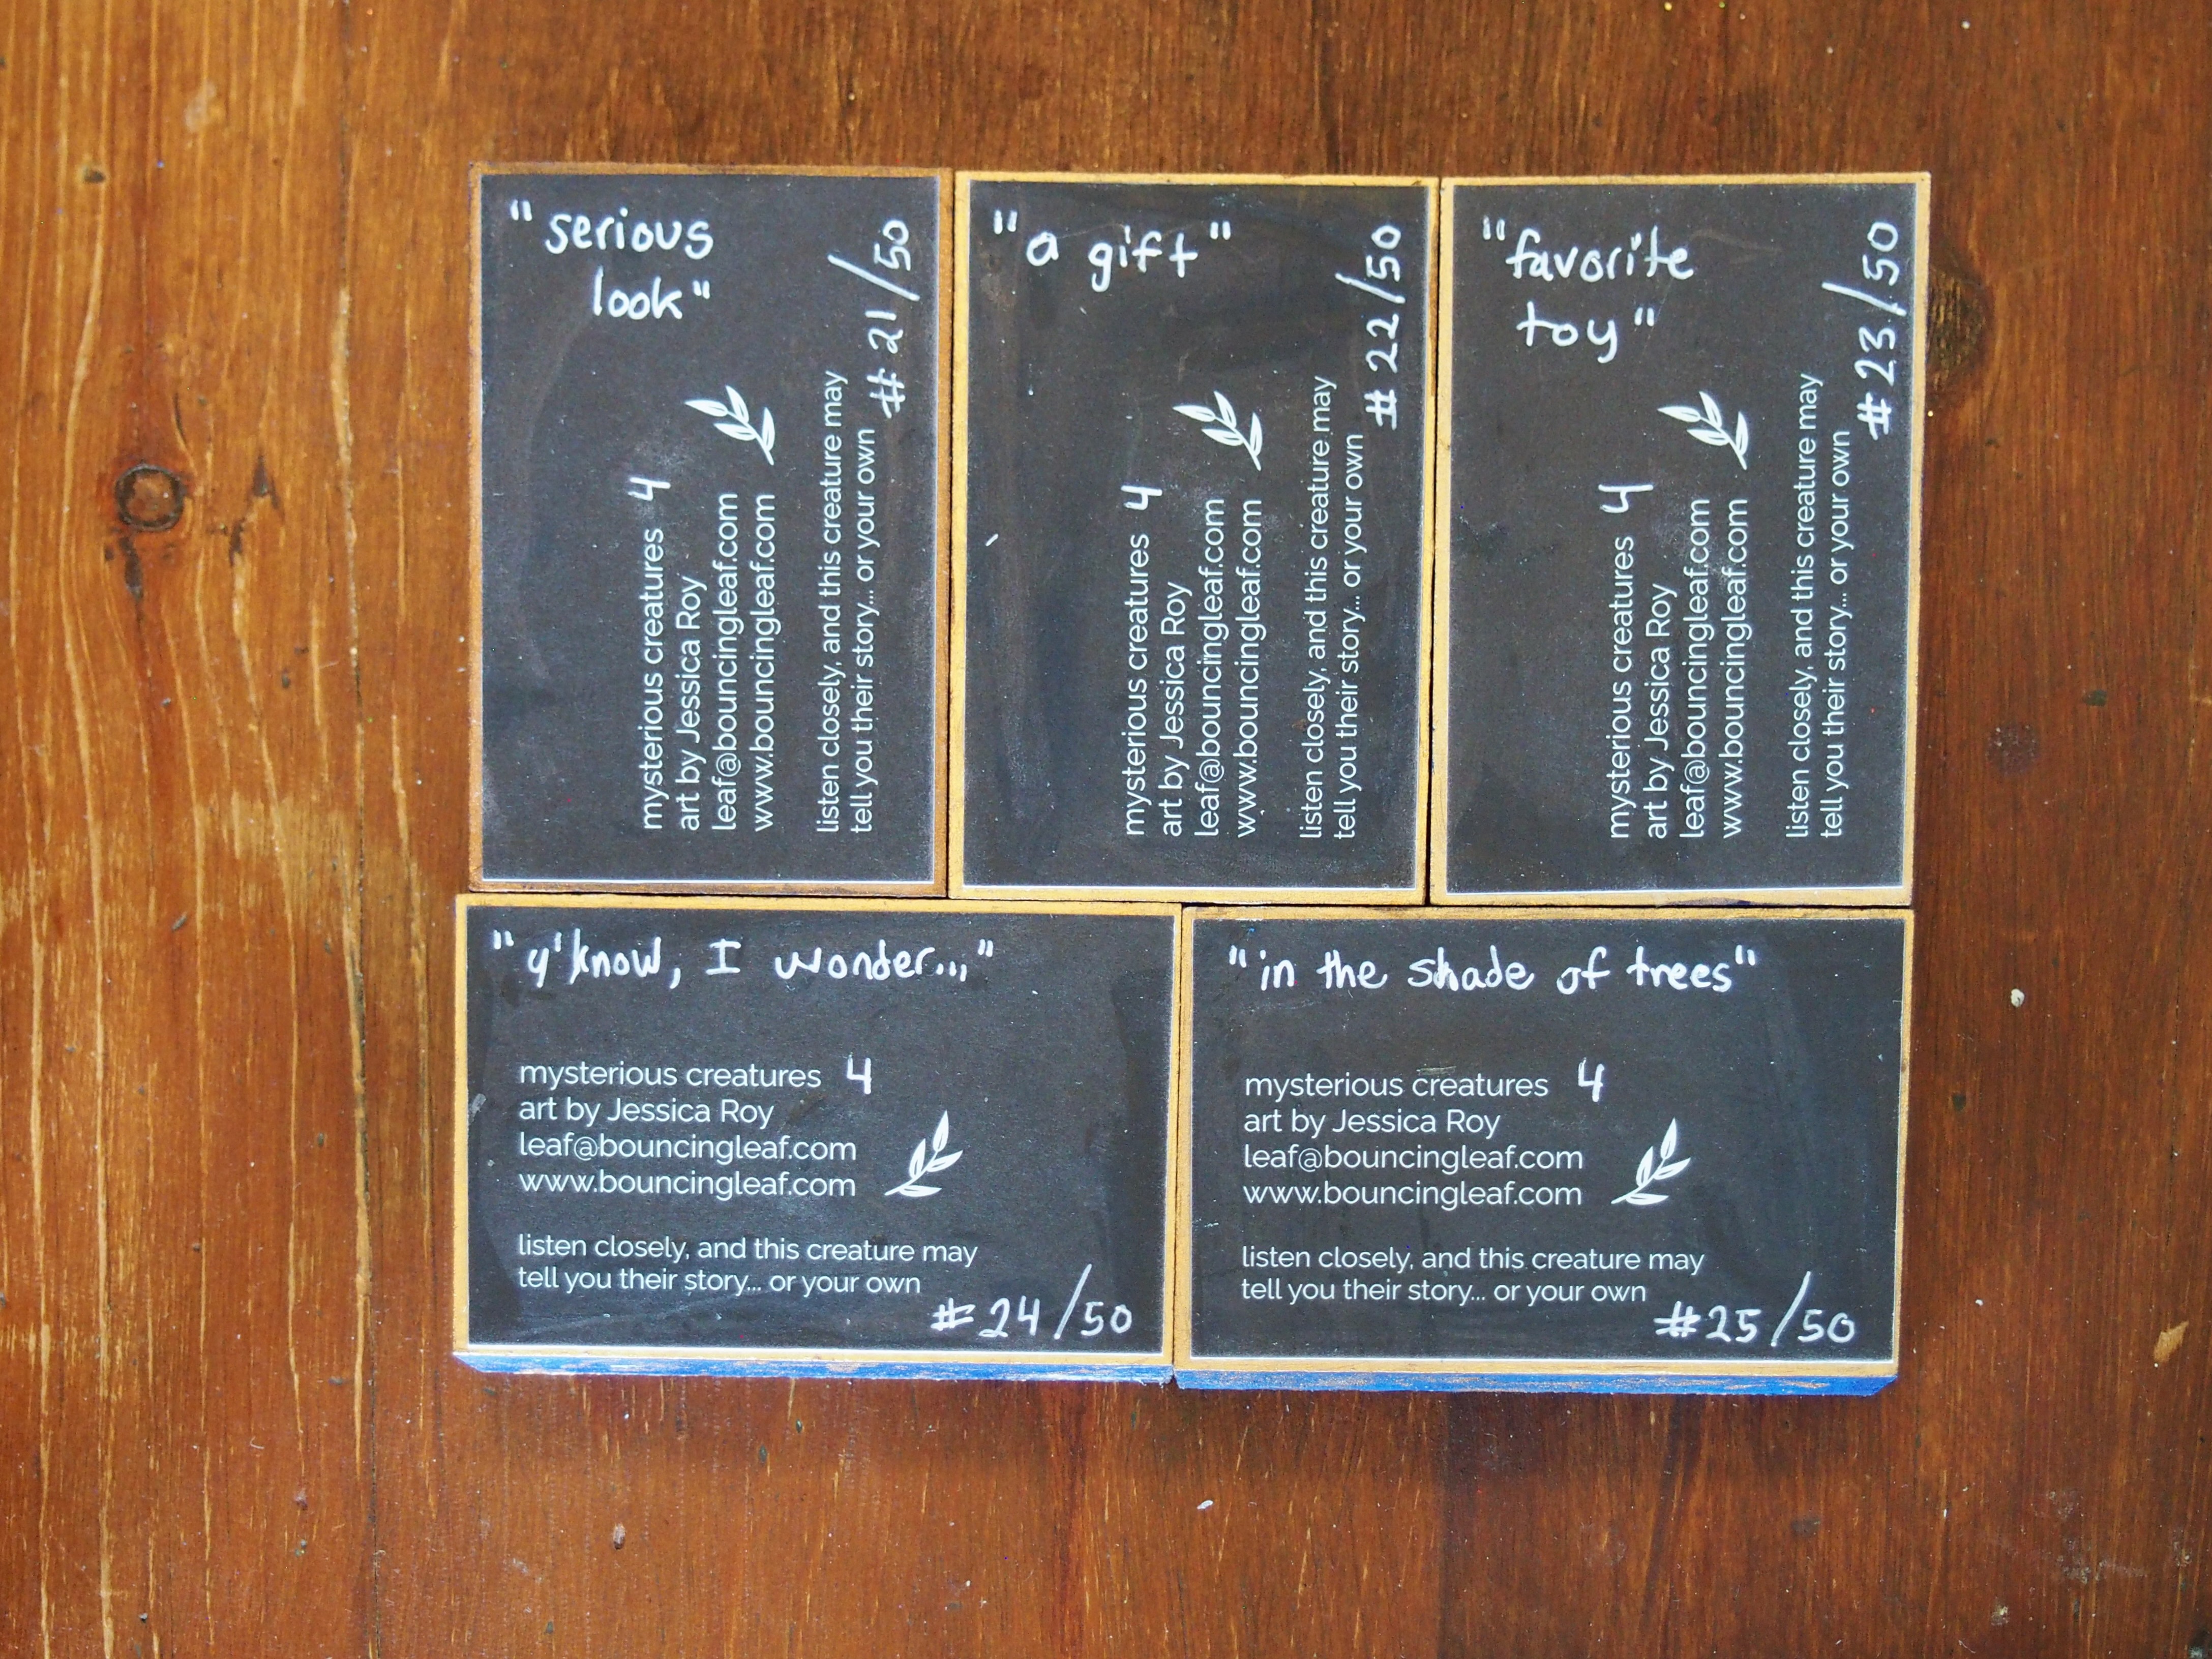 "serious
look"
mysterious creatures 4
art by Jessica Roy
leaf@bouncingleaf.com
www.bouncingleaf.com
listen closely, and this creature may
tell you their story... or your own
#21/50
"a gift"
mysterious creatures 4
art by Jessica Roy
leaf@bouncingleaf.com
www.bouncingleaf.com
listen closely, and this creature may
tell you their story... or your own
#22/50
"favorite
toy"
mysterious creatures 4
art by Jessica Roy
leaf@bouncingleaf.com
www.bouncingleaf.com
listen closely, and this creature may
tell you their story... or your own
#23/50
"y'know, I wonder..."
mysterious creatures 4
art by Jessica Roy
leaf@bouncingleaf.com
www.bouncingleaf.com
listen closely, and this creature may
tell you their story... or your own
#24/50
"in the shade of trees"
mysterious creatures 4
art by Jessica Roy
leaf@bouncingleaf.com
www.bouncingleaf.com
listen closely, and this creature may
tell you their story... or your own
#25/50